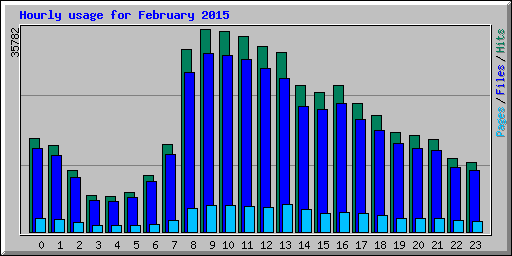 Hourly usage for February 2015
35782
Pages/Files/Hits
0 1 2 3 4 5 6 7 8 9 10 11 12 13 14 15 16 17 18 19 20 21 22 23